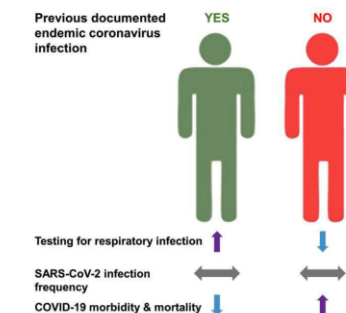 Previous documented YES NO
endemic coronavirus
infection
Testing for respiratory infection
SARS-CoV-2 infection
frequency
COVID-19 morbidity & mortality